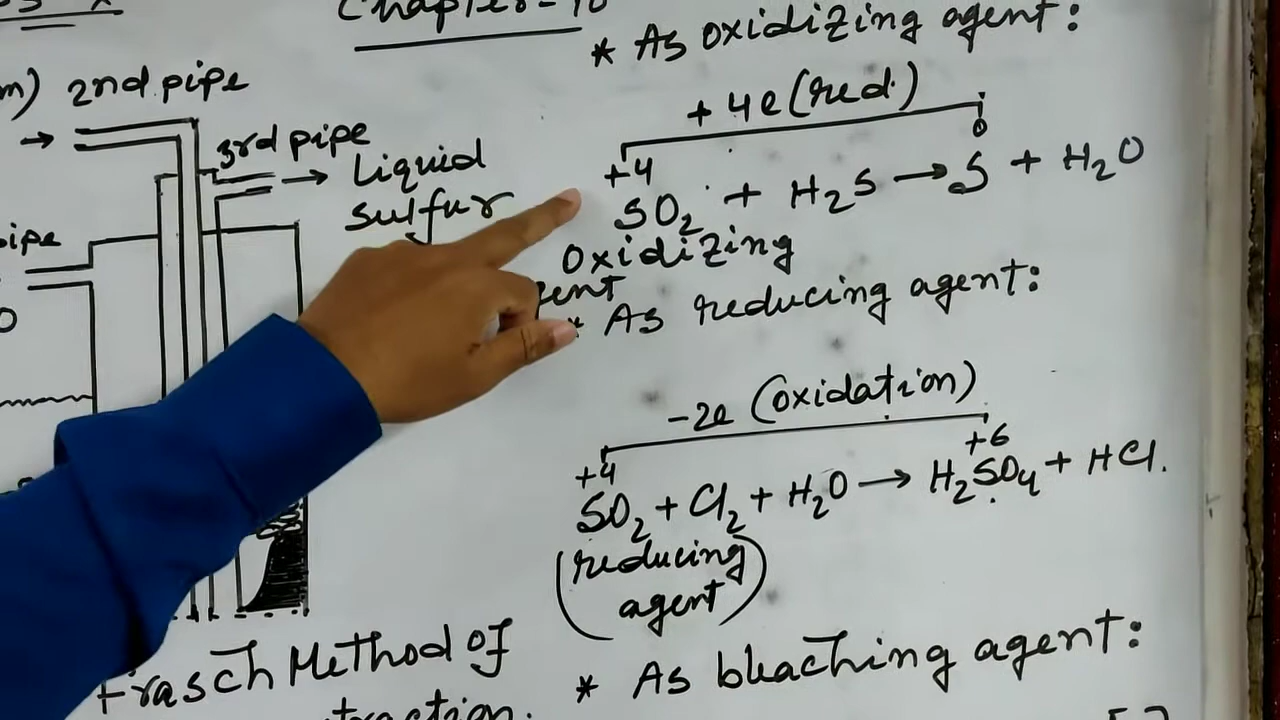 Chapter-10
* As oxidizing agent:
2nd pipe
+ 4e (red.)
3rd pipe
→ Liquid
sulfur
+4
0
SO₂ + H₂S → S + H₂O
oxidizing
* As reducing agent:
-2e (oxidation)
+4
+6
SO₂ + Cl₂ + H₂O → H₂SO₄ + HCl.
(reducing
agent)
Frasch Method of
* As bleaching agent: